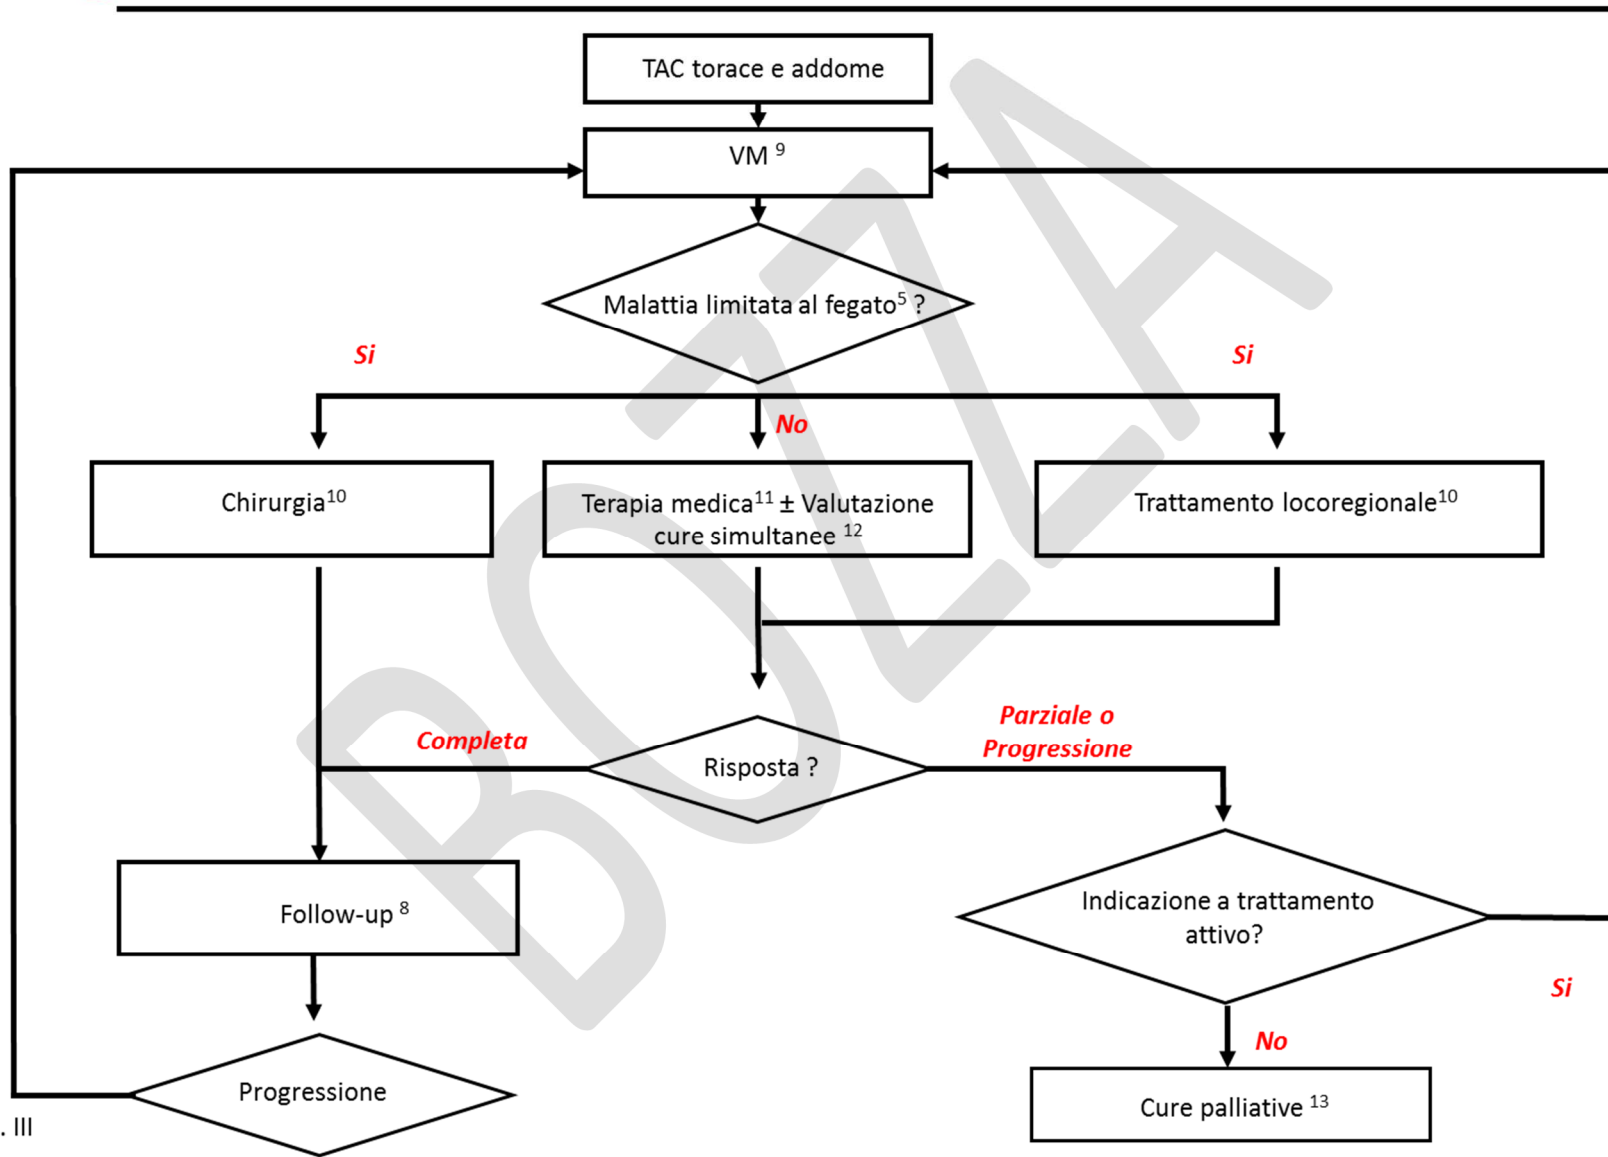 TAC torace e addome
VM 9
Malattia limitata al fegato5 ?
Si
Si
No
Chirurgia10
Terapia medica11 ± Valutazione
cure simultanee 12
Trattamento locoregionale10
Completa
Risposta ?
Parziale o
Progressione
Follow-up 8
Indicazione a trattamento
attivo?
Si
No
Progressione
Cure palliative 13
. III
BOZZA